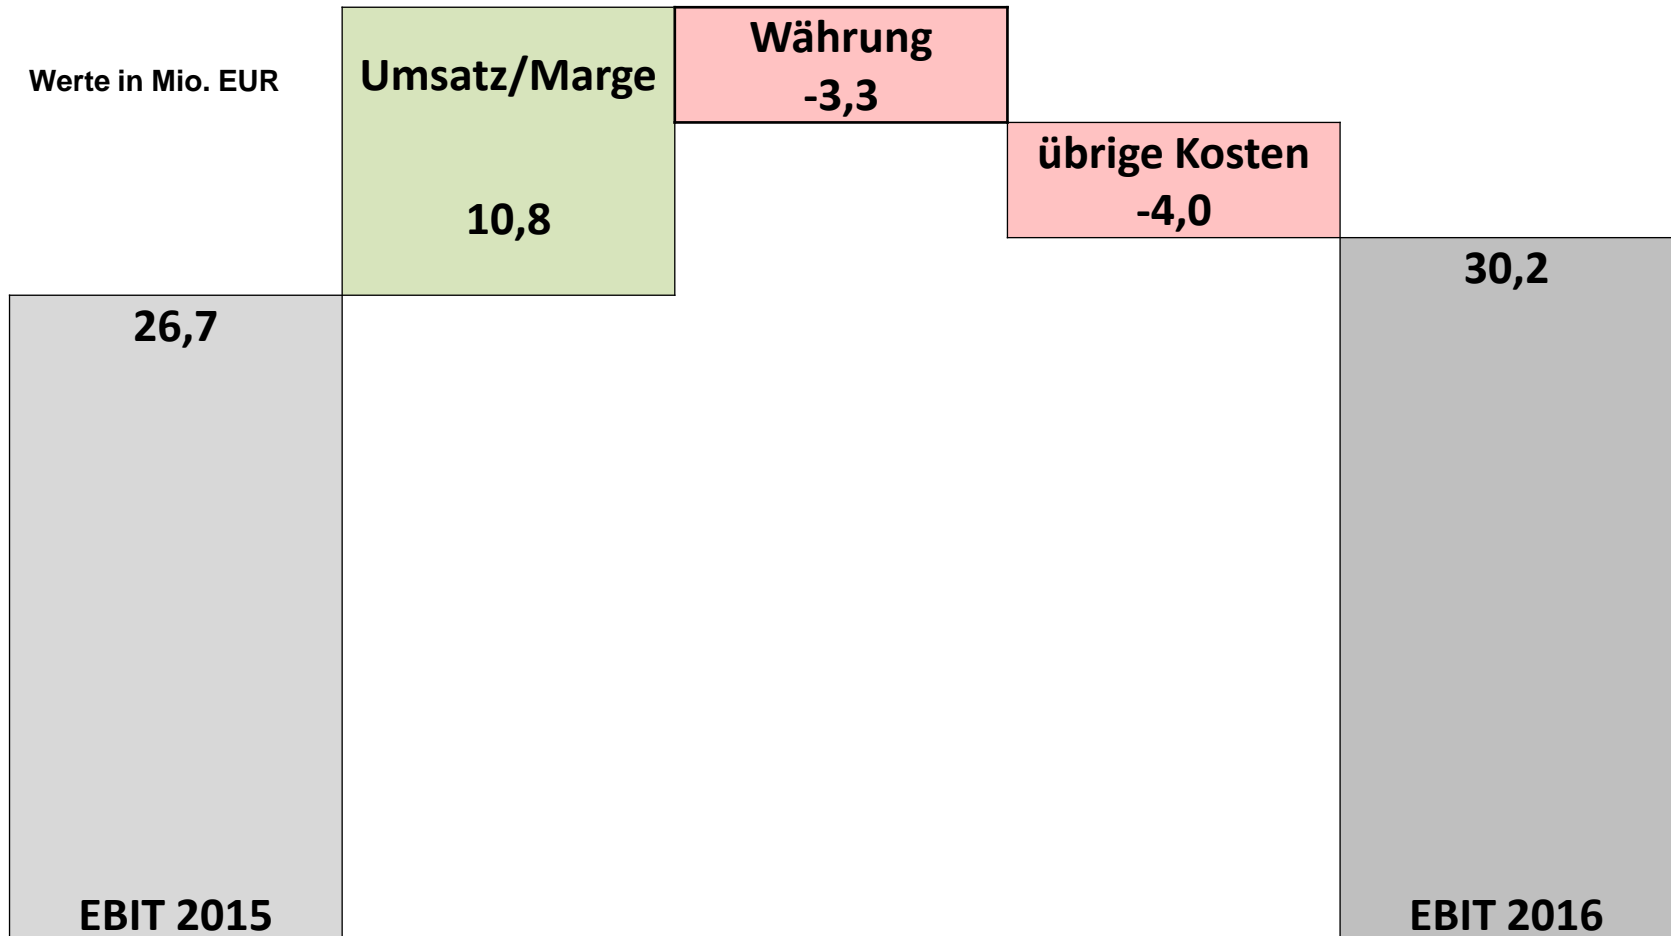 Werte in Mio. EUR
Umsatz/Marge
10,8
Währung
-3,3
übrige Kosten
-4,0
26,7
EBIT 2015
30,2
EBIT 2016